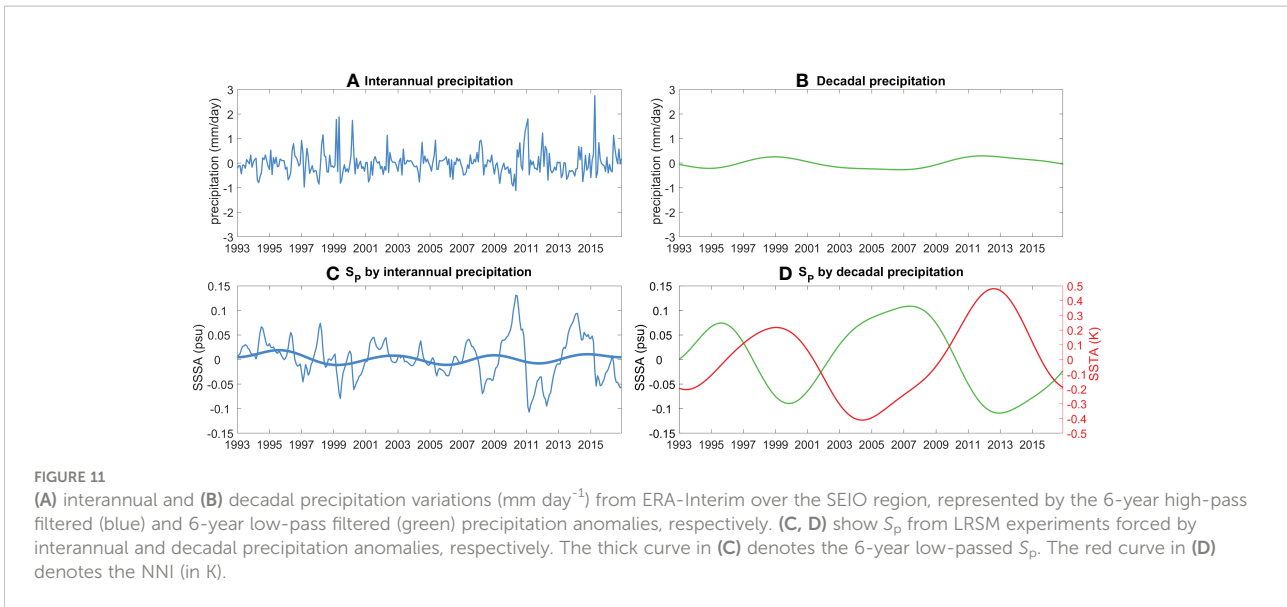 A Interannual precipitation
precipitation (mm/day)
3
2
1
0
-1
-2
-3
1993 1995 1997 1999 2001 2003 2005 2007 2009 2011 2013 2015
B Decadal precipitation
precipitation (mm/day)
3
2
1
0
-1
-2
-3
1993 1995 1997 1999 2001 2003 2005 2007 2009 2011 2013 2015
C Sₚ by interannual precipitation
SSSA (psu)
0.15
0.1
0.05
0
-0.05
-0.1
0.15
1993 1995 1997 1999 2001 2003 2005 2007 2009 2011 2013 2015
D Sₚ by decadal precipitation
SSSA (psu)
0.15
0.1
0.05
0
-0.05
-0.1
0.15
1993 1995 1997 1999 2001 2003 2005 2007 2009 2011 2013 2015
0.5
0.4
0.3
0.2
0.1
0
-0.1
-0.2
-0.3
-0.4
-0.5
SSTA (K)
FIGURE 11
(A) interannual and (B) decadal precipitation variations (mm day⁻¹) from ERA-Interim over the SEIO region, represented by the 6-year high-pass
filtered (blue) and 6-year low-pass filtered (green) precipitation anomalies, respectively. (C, D) show Sₚ from LRSM experiments forced by
interannual and decadal precipitation anomalies, respectively. The thick curve in (C) denotes the 6-year low-passed Sₚ. The red curve in (D)
denotes the NNI (in K).